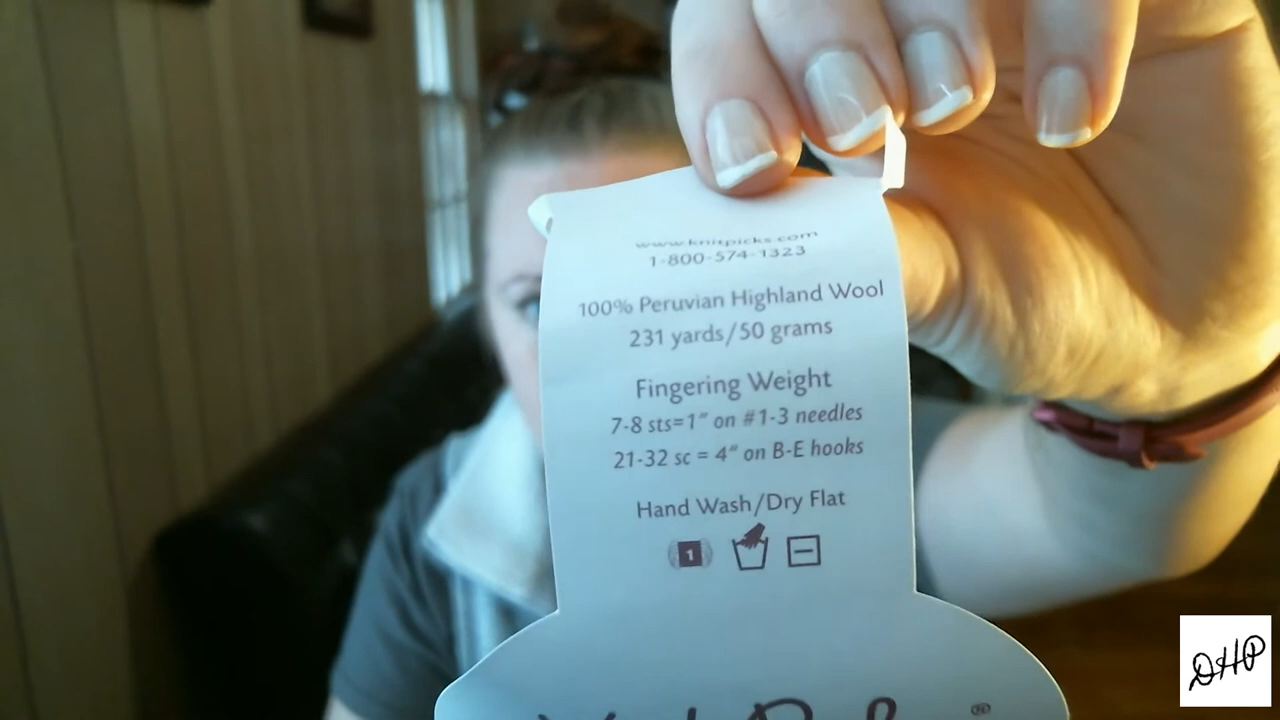 www.knitpicks.com
1-800-574-1323
100% Peruvian Highland Wool
231 yards/50 grams
Fingering Weight
7-8 sts=1" on #1-3 needles
21-32 sc = 4" on B-E hooks
Hand Wash/Dry Flat
1
®
DHP